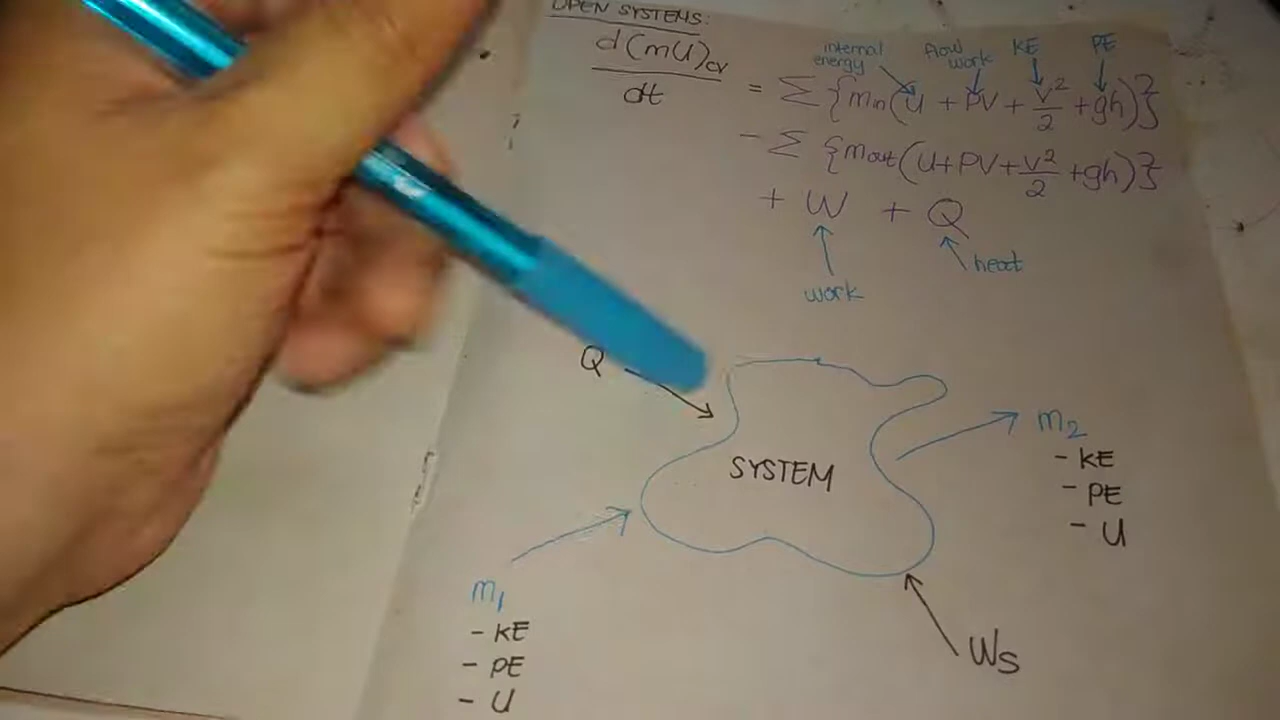 OPEN SYSTEMS:
internal energy
flow work
KE
PE
d(mU)cv
dt
= Σ {min(U + PV + v²/2 + gh)}
- Σ {mout(U+PV+v²/2 +gh)}
+ W + Q
heat
work
Q
SYSTEM
m2
- KE
- PE
- U
m1
- KE
- PE
- U
Ws